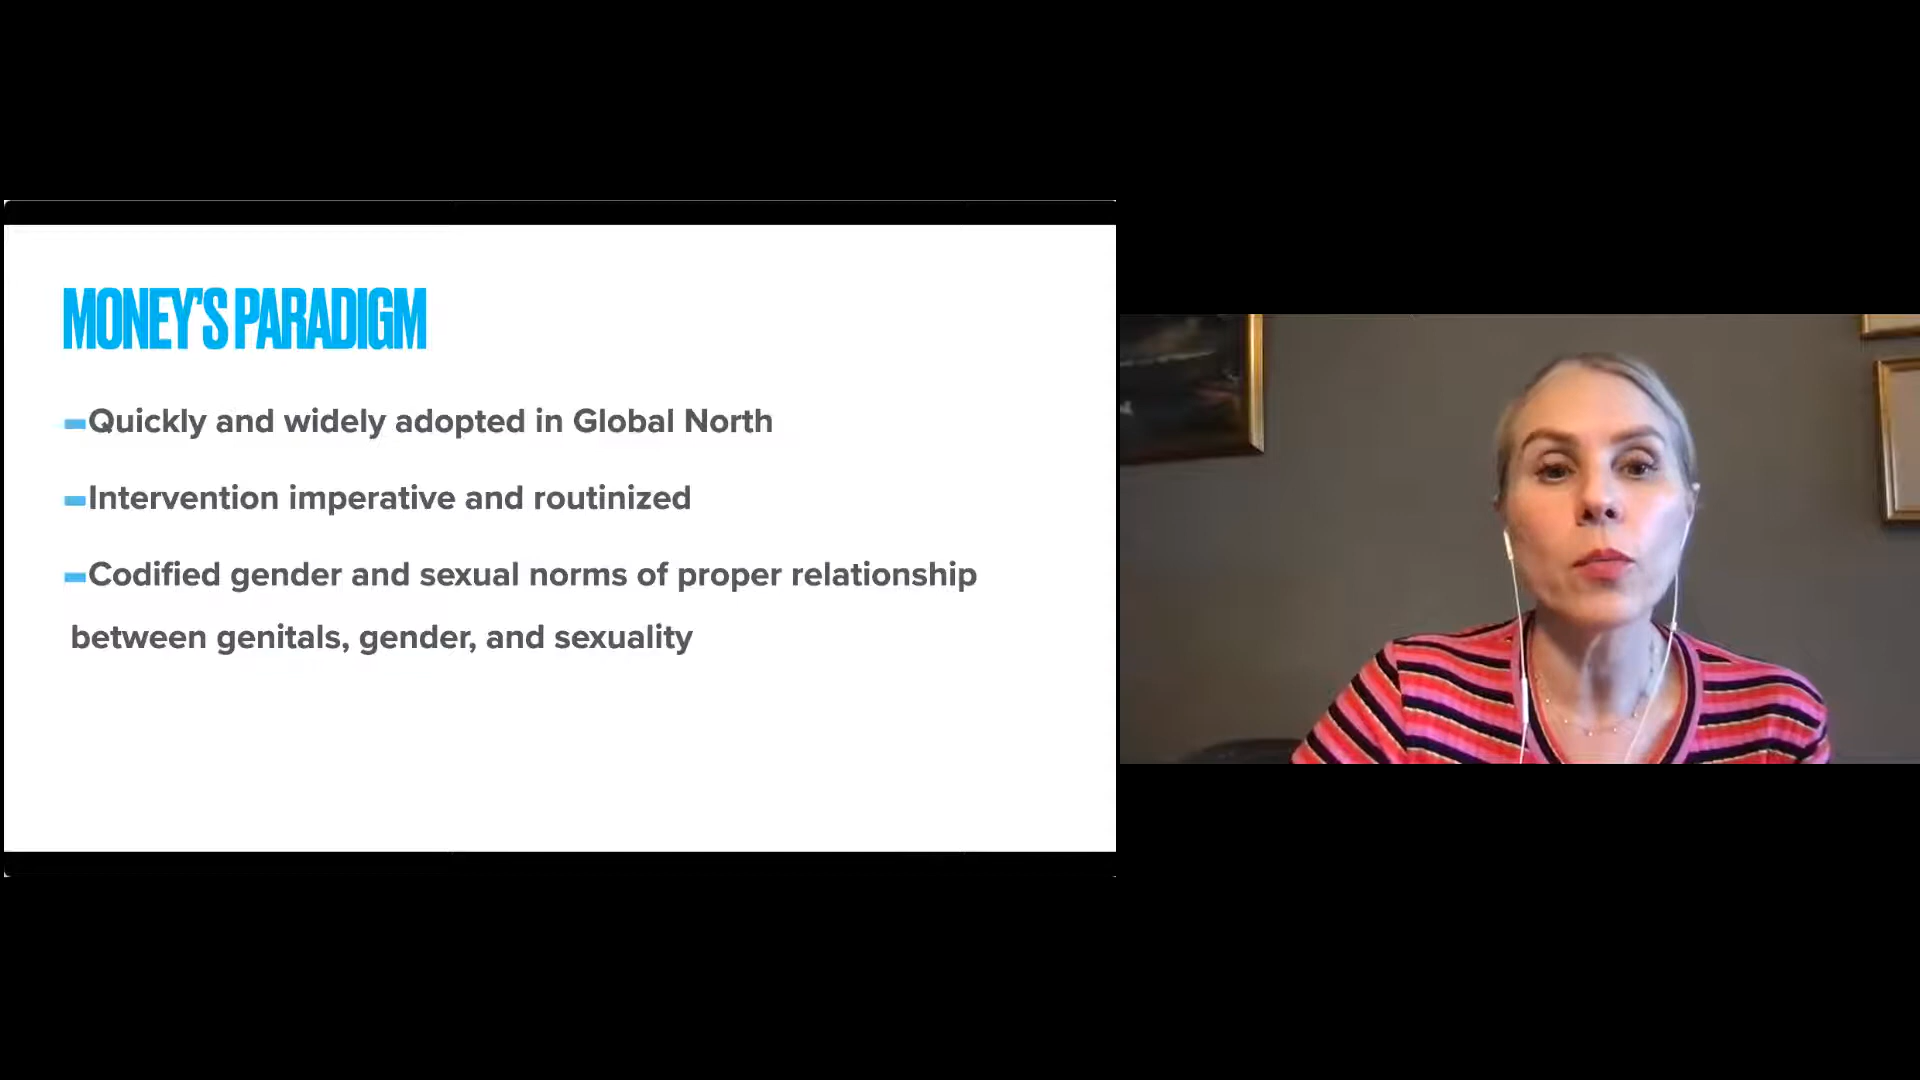 MONEY'S PARADIGM
Quickly and widely adopted in Global North
Intervention imperative and routinized
Codified gender and sexual norms of proper relationship
between genitals, gender, and sexuality